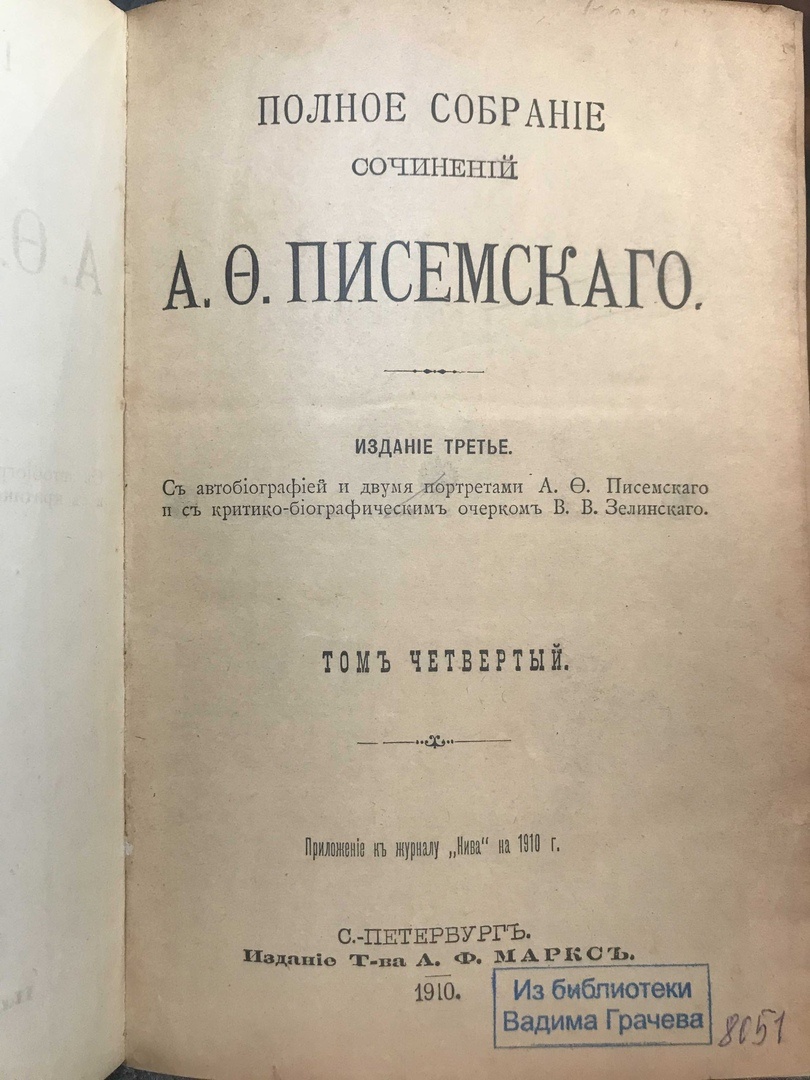 ПОЛНОЕ СОБРАНІЕ
СОЧИНЕНІЙ
А. Ѳ. ПИСЕМСКАГО.
ИЗДАНІЕ ТРЕТЬЕ.
Съ автобіографіей и двумя портретами А. Ѳ. Писемскаго
и съ критико-біографическимъ очеркомъ В. В. Зелинскаго.
ТОМЪ ЧЕТВЕРТЫЙ.
Приложеніе къ журналу „Нива“ на 1910 г.
С.-ПЕТЕРБУРГЪ.
Изданіе Т-ва А. Ф. МАРКСЪ.
1910.
Из библиотеки
Вадима Грачева
8051